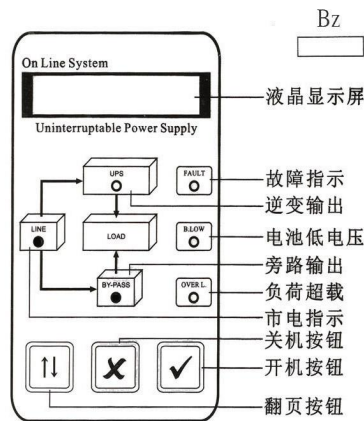 Bz
On Line System
液晶显示屏
Uninterruptable Power Supply
UPS
FAULT
故障指示
逆变输出
LINE
LOAD
B.LOW
电池低电压
旁路输出
BY-PASS
OVER L.
负荷超载
市电指示
关机按钮
开机按钮
翻页按钮